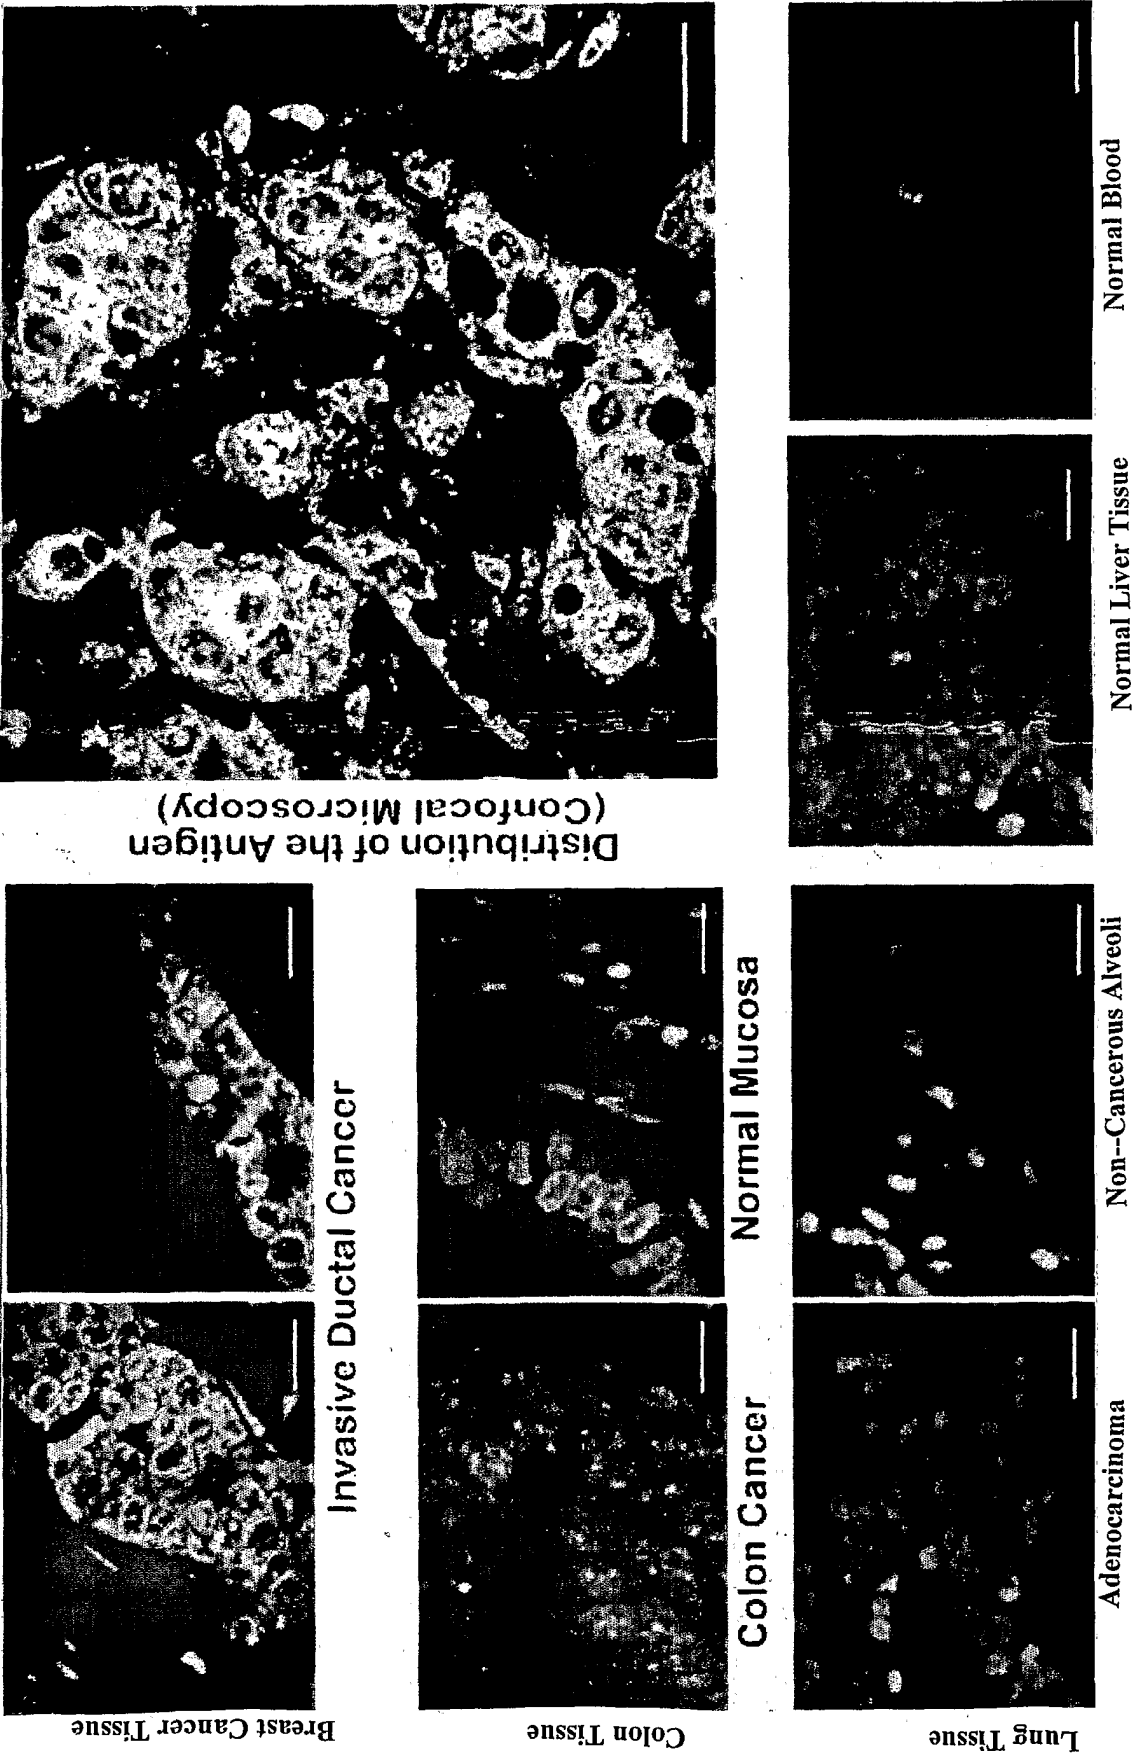 Breast Cancer Tissue
Invasive Ductal Cancer
Distribution of the Antigen
(Confocal Microscopy)
Colon Tissue
Colon Cancer
Normal Mucosa
Lung Tissue
Adenocarcinoma
Non--Cancerous Alveoli
Normal Liver Tissue
Normal Blood